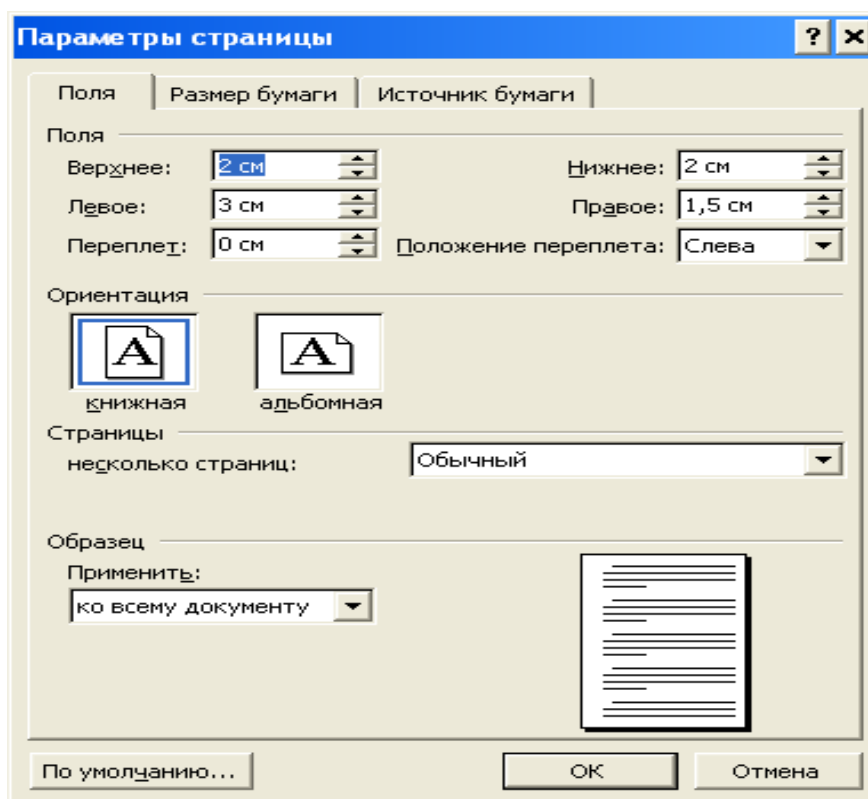 Параметры страницы ? ×
Поля Размер бумаги Источник бумаги
Поля
Верхнее: 2 см Нижнее: 2 см
Левое: 3 см Правое: 1,5 см
Переплет: 0 см Положение переплета: Слева
Ориентация
A A
книжная альбомная
Страницы
несколько страниц: Обычный
Образец
Применить:
ко всему документу
По умолчанию... ОК Отмена